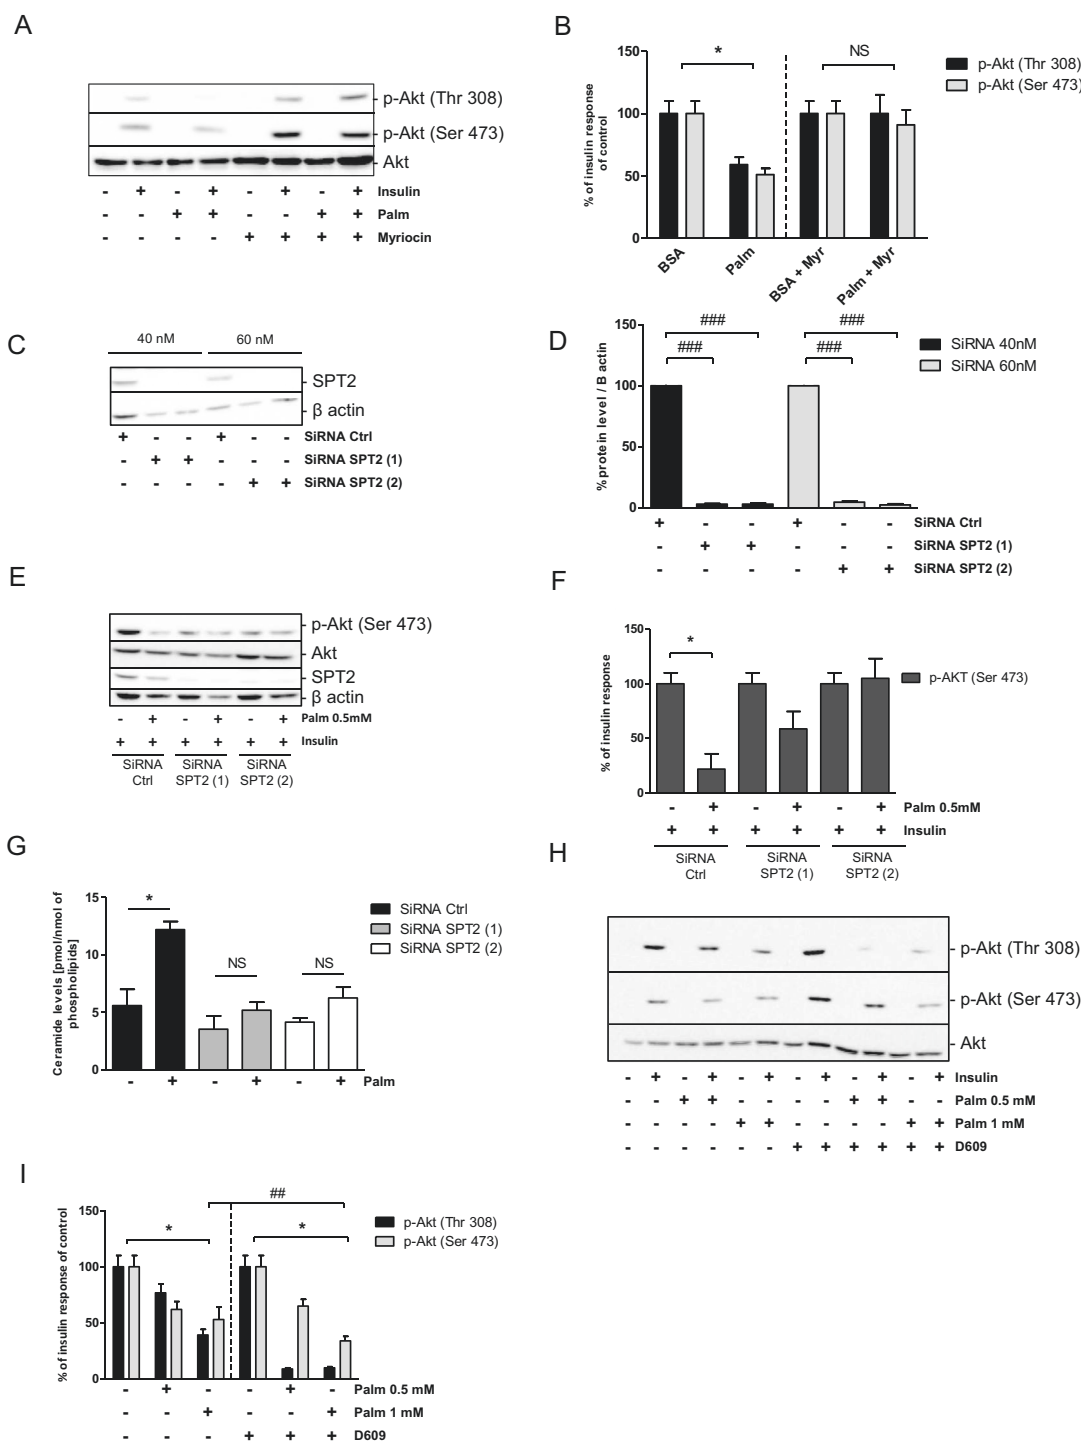 A
p-Akt (Thr 308)
p-Akt (Ser 473)
Akt
- + - + - + - + Insulin
- - + + - - + + Palm
- - - - + + + + Myriocin
B
% of insulin response
of control
150
100
50
0
*
NS
BSA
Palm
BSA + Myr
Palm + Myr
p-Akt (Thr 308)
p-Akt (Ser 473)
C
40 nM 60 nM
SPT2
β actin
+ - - + - - SiRNA Ctrl
- + + - - - SiRNA SPT2 (1)
- - - - + + SiRNA SPT2 (2)
D
% protein level / B actin
150
100
50
0
### ###
### ###
SiRNA 40nM
SiRNA 60nM
+ - - + - - SiRNA Ctrl
- + + - - - SiRNA SPT2 (1)
- - - - + + SiRNA SPT2 (2)
E
p-Akt (Ser 473)
Akt
SPT2
β actin
- + - + - + Palm 0.5mM
+ + + + + + Insulin
SiRNA SiRNA SiRNA
Ctrl SPT2 (1) SPT2 (2)
F
% of insulin response
150
100
50
0
*
p-AKT (Ser 473)
- + - + - + Palm 0.5mM
+ + + + + + Insulin
SiRNA SiRNA SiRNA
Ctrl SPT2 (1) SPT2 (2)
G
Ceramide levels [pmol/nmol of
phospholipids]
15
10
5
0
*
NS NS
SiRNA Ctrl
SiRNA SPT2 (1)
SiRNA SPT2 (2)
- + - + - + Palm
H
p-Akt (Thr 308)
p-Akt (Ser 473)
Akt
- + - + - + - + - + - + Insulin
- - + + - - - - + + - - Palm 0.5 mM
- - - - + + - - - - + + Palm 1 mM
- - - - - - + + + + + + D609
I
% of insulin response of control
150
100
50
0
##
* *
p-Akt (Thr 308)
p-Akt (Ser 473)
- + - - + - Palm 0.5 mM
- - + - - + Palm 1 mM
- - - + + + D609